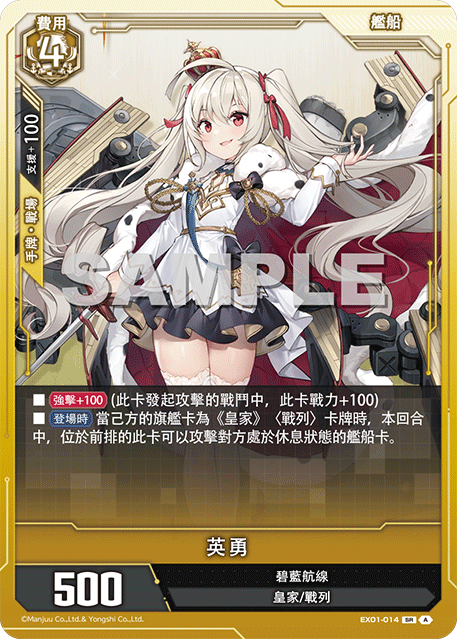 費用
4
艦船
支援+100
手牌・戰場
SAMPLE
■ 強擊+100 (此卡發起攻擊的戰鬥中，此卡戰力+100)
■ 登場時 當己方的旗艦卡為《皇家》〈戰列〉卡牌時，本回合
中，位於前排的此卡可以攻擊對方處於休息狀態的艦船卡。
英勇
500
碧藍航線
皇家/戰列
©Manjuu Co.,Ltd.& Yongshi Co.,Ltd.
EX01-014 SR A